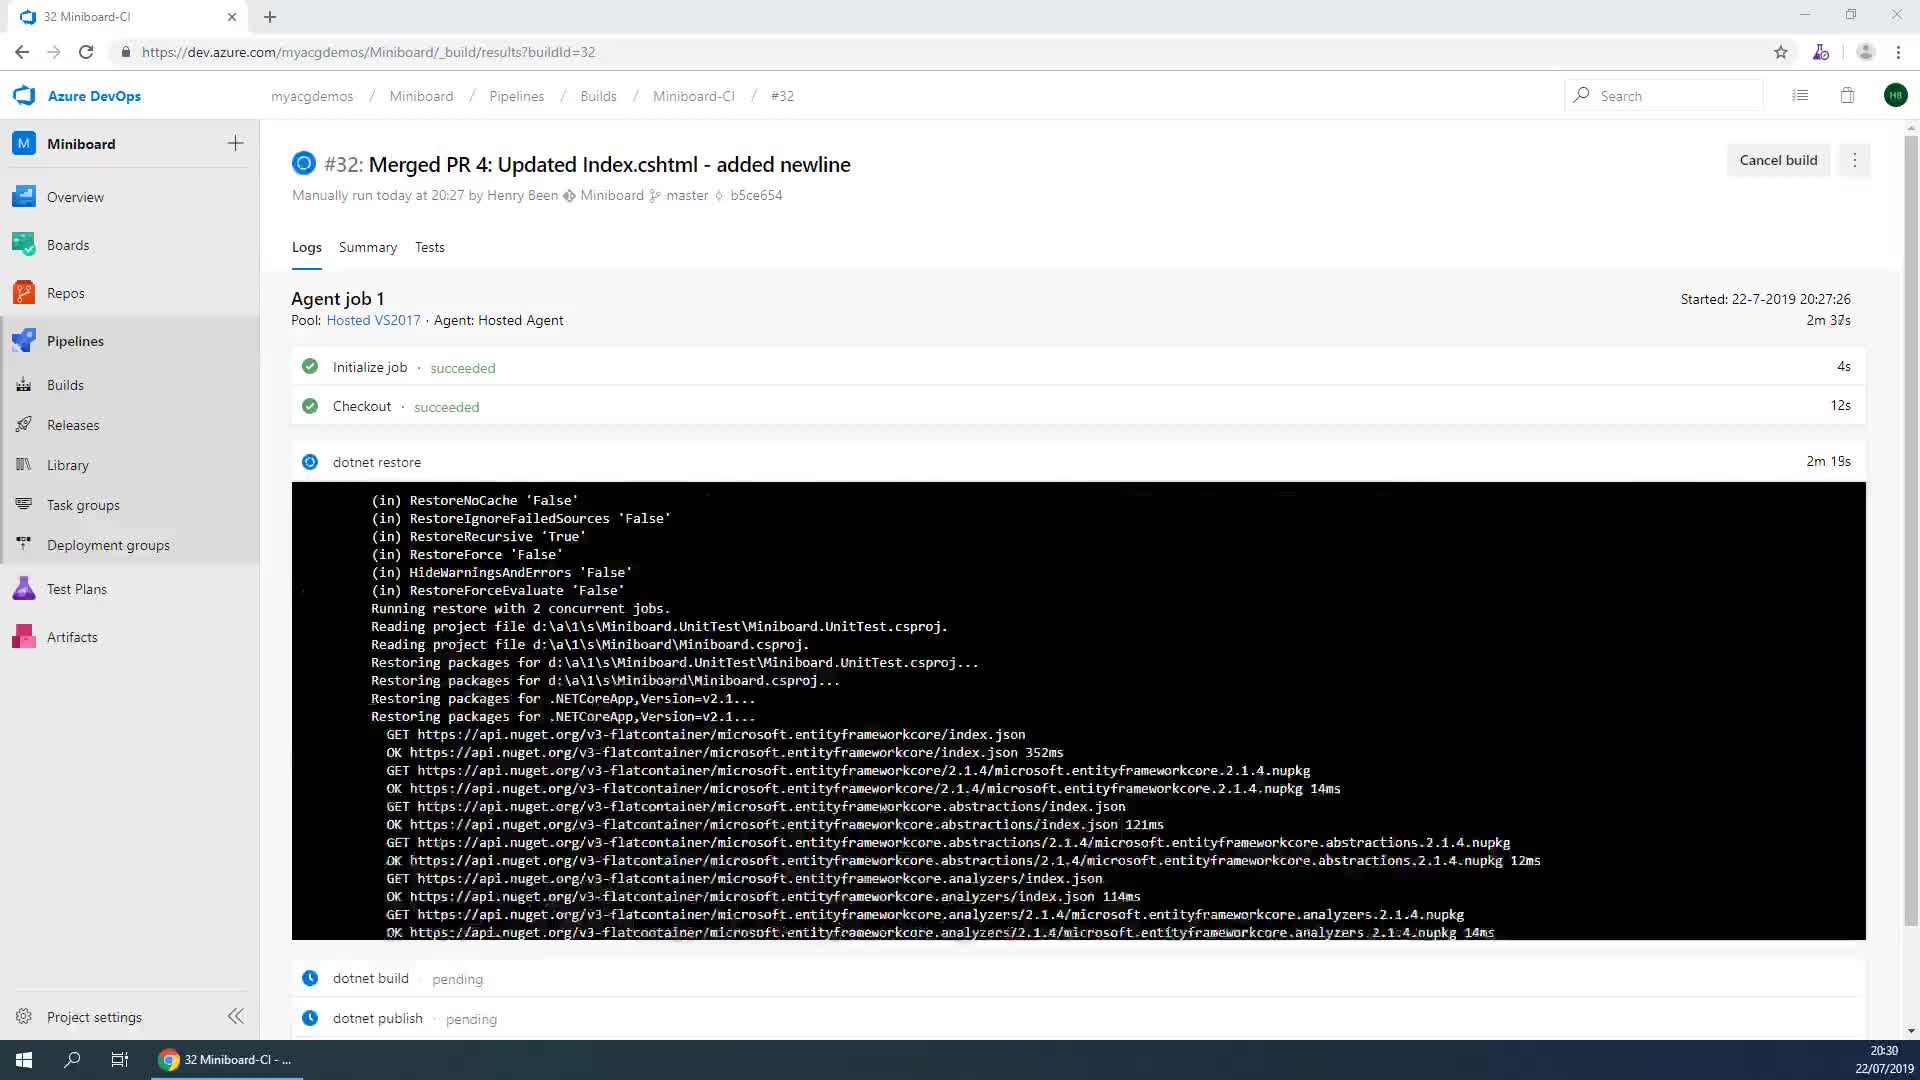 32 Miniboard-CI
https://dev.azure.com/myacgdemos/Miniboard/_build/results?buildId=32
Azure DevOps
myacgdemos / Miniboard / Pipelines / Builds / Miniboard-CI / #32
Search
HB
M Miniboard
Overview
Boards
Repos
Pipelines
Builds
Releases
Library
Task groups
Deployment groups
Test Plans
Artifacts
Project settings
#32: Merged PR 4: Updated Index.cshtml - added newline
Cancel build
Manually run today at 20:27 by Henry Been Miniboard master b5ce654
Logs Summary Tests
Agent job 1
Started: 22-7-2019 20:27:26
Pool: Hosted VS2017 · Agent: Hosted Agent
2m
Initialize job · succeeded 4s
Checkout · succeeded 12s
dotnet restore 2m
(in) RestoreNoCache 'False'
(in) RestoreIgnoreFailedSources 'False'
(in) RestoreRecursive 'True'
(in) RestoreForce 'False'
(in) HideWarningsAndErrors 'False'
(in) RestoreForceEvaluate 'False'
Running restore with 2 concurrent jobs.
Reading project file d:\a\1\s\Miniboard.UnitTest\Miniboard.UnitTest.csproj.
Reading project file d:\a\1\s\Miniboard\Miniboard.csproj.
Restoring packages for d:\a\1\s\Miniboard.UnitTest\Miniboard.UnitTest.csproj...
Restoring packages for d:\a\1\s\Miniboard\Miniboard.csproj...
Restoring packages for .NETCoreApp,Version=v2.1...
Restoring packages for .NETCoreApp,Version=v2.1...
GET https://api.nuget.org/v3-flatcontainer/microsoft.entityframeworkcore/index.json
OK https://api.nuget.org/v3-flatcontainer/microsoft.entityframeworkcore/index.json 352ms
GET https://api.nuget.org/v3-flatcontainer/microsoft.entityframeworkcore/2.1.4/microsoft.entityframeworkcore.2.1.4.nupkg
OK https://api.nuget.org/v3-flatcontainer/microsoft.entityframeworkcore/2.1.4/microsoft.entityframeworkcore.2.1.4.nupkg 14ms
GET https://api.nuget.org/v3-flatcontainer/microsoft.entityframeworkcore.abstractions/index.json
OK https://api.nuget.org/v3-flatcontainer/microsoft.entityframeworkcore.abstractions/index.json 121ms
GET https://api.nuget.org/v3-flatcontainer/microsoft.entityframeworkcore.abstractions/2.1.4/microsoft.entityframeworkcore.abstractions.2.1.4.nupkg
OK https://api.nuget.org/v3-flatcontainer/microsoft.entityframeworkcore.abstractions/2.1.4/microsoft.entityframeworkcore.abstractions.2.1.4.nupkg 12ms
GET https://api.nuget.org/v3-flatcontainer/microsoft.entityframeworkcore.analyzers/index.json
OK https://api.nuget.org/v3-flatcontainer/microsoft.entityframeworkcore.analyzers/index.json 114ms
GET https://api.nuget.org/v3-flatcontainer/microsoft.entityframeworkcore.analyzers/2.1.4/microsoft.entityframeworkcore.analyzers.2.1.4.nupkg
OK https://api.nuget.org/v3-flatcontainer/microsoft.entityframeworkcore.analyzers/2.1.4/microsoft.entityframeworkcore.analyzers.2.1.4.nupkg 14ms
dotnet build · pending
dotnet publish · pending
32 Miniboard-CI - ...
20:30
22/07/2019